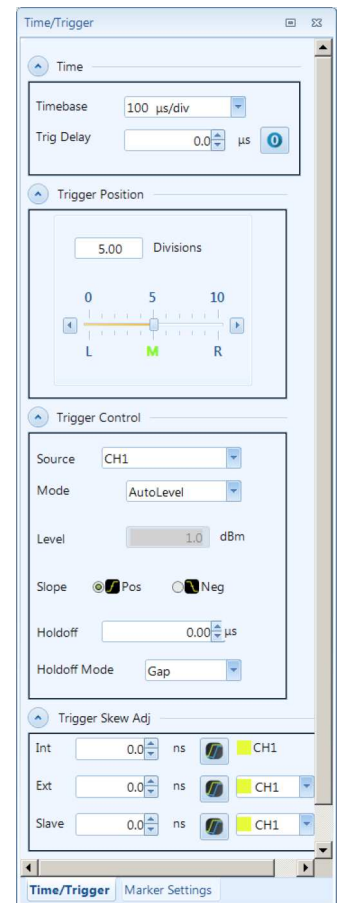 Time/Trigger
Time
Timebase 100 µs/div
Trig Delay 0.0 µs 0
Trigger Position
5.00 Divisions
0 5 10
L M R
Trigger Control
Source CH1
Mode AutoLevel
Level 1.0 dBm
Slope Pos Neg
Holdoff 0.00 µs
Holdoff Mode Gap
Trigger Skew Adj
Int 0.0 ns CH1
Ext 0.0 ns CH1
Slave 0.0 ns CH1
Time/Trigger Marker Settings